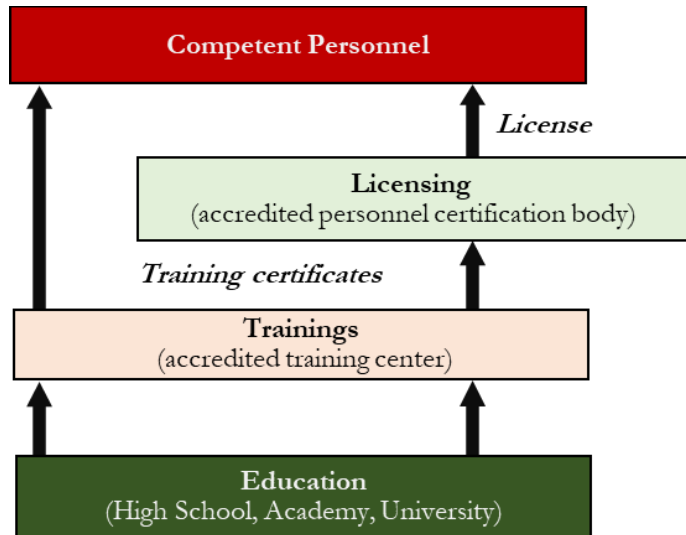 Competent Personnel
License
Licensing
(accredited personnel certification body)
Training certificates
Trainings
(accredited training center)
Education
(High School, Academy, University)